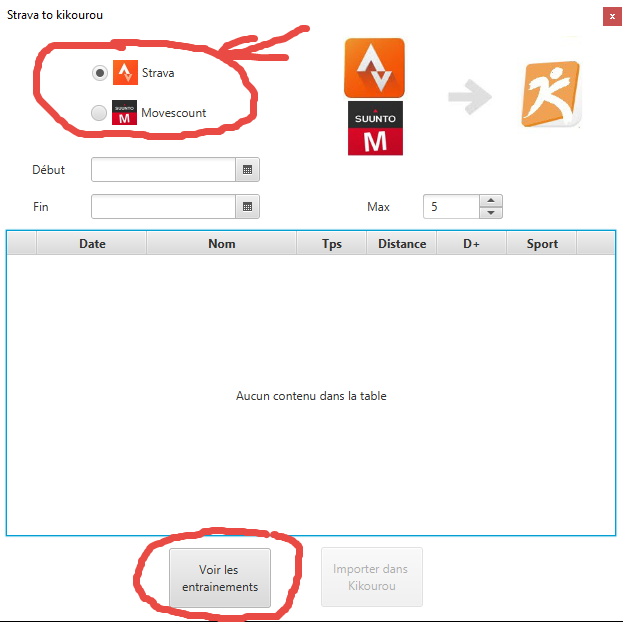 Strava to kikourou
x
Strava
SUUNTO
M
Movescount
SUUNTO
M
Début
Fin
Max
5
Date Nom Tps Distance D+ Sport
Aucun contenu dans la table
Voir les
entrainements
Importer dans
Kikourou